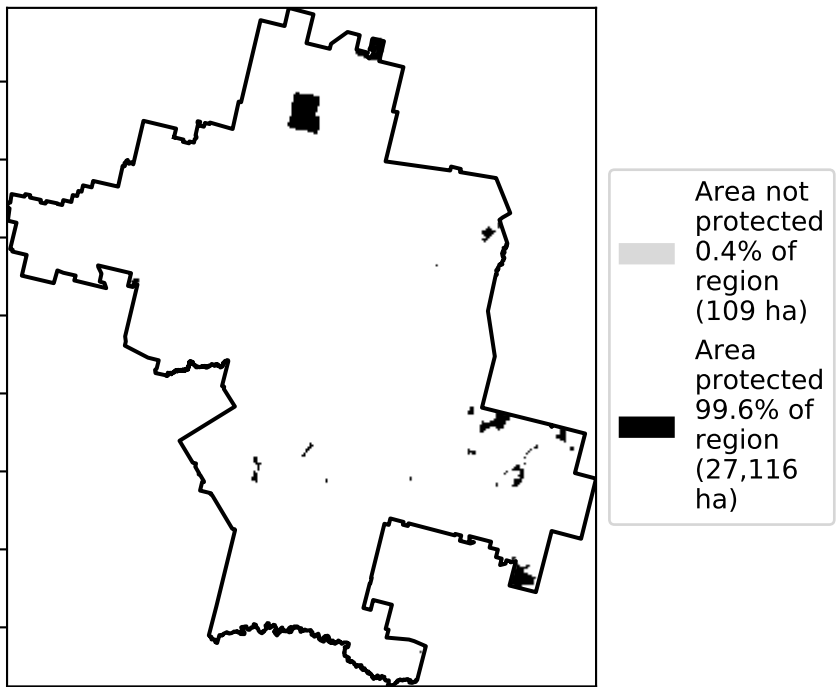 Area not
protected
0.4% of
region
(109 ha)
Area
protected
99.6% of
region
(27,116
ha)